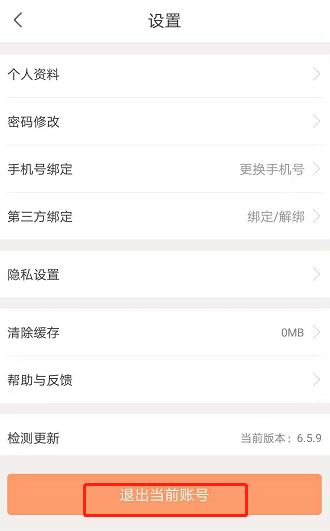 设置
个人资料
密码修改
手机号绑定 更换手机号
第三方绑定 绑定/解绑
隐私设置
清除缓存 0MB
帮助与反馈
检测更新 当前版本：6.5.9
退出当前账号